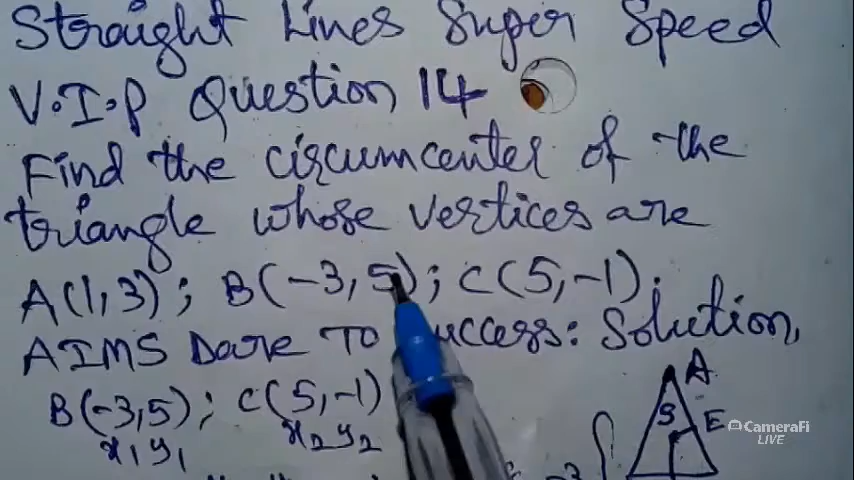 Straight Lines Super Speed
V.I.P Question 14
Find the circumcenter of the
triangle whose vertices are
A(1,3); B(-3,5); C(5,-1).
AIMS Dare To Success: Solution,
B(-3,5); C(5,-1)
x1 y1 x2 y2
A
S E
CameraFi
LIVE